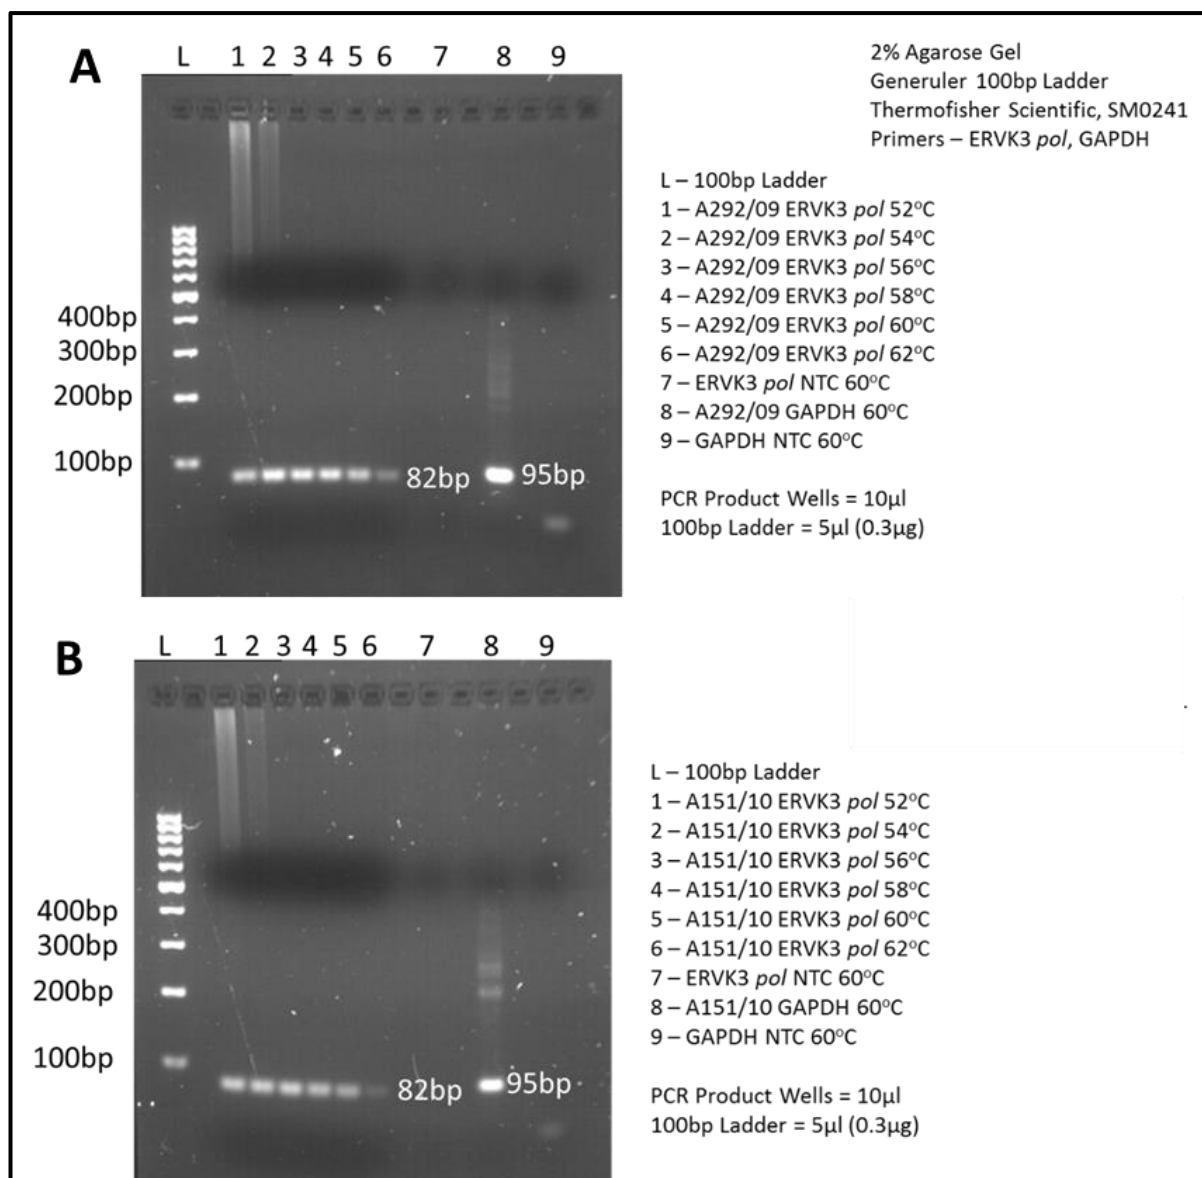 A
L 1 2 3 4 5 6 7 8 9
2% Agarose Gel
Generuler 100bp Ladder
Thermofisher Scientific, SM0241
Primers – ERVK3 pol, GAPDH
L – 100bp Ladder
1 – A292/09 ERVK3 pol 52°C
2 – A292/09 ERVK3 pol 54°C
3 – A292/09 ERVK3 pol 56°C
4 – A292/09 ERVK3 pol 58°C
5 – A292/09 ERVK3 pol 60°C
6 – A292/09 ERVK3 pol 62°C
7 – ERVK3 pol NTC 60°C
8 – A292/09 GAPDH 60°C
9 – GAPDH NTC 60°C
PCR Product Wells = 10µl
100bp Ladder = 5µl (0.3µg)
400bp
300bp
200bp
100bp
82bp
95bp
B
L 1 2 3 4 5 6 7 8 9
L – 100bp Ladder
1 – A151/10 ERVK3 pol 52°C
2 – A151/10 ERVK3 pol 54°C
3 – A151/10 ERVK3 pol 56°C
4 – A151/10 ERVK3 pol 58°C
5 – A151/10 ERVK3 pol 60°C
6 – A151/10 ERVK3 pol 62°C
7 – ERVK3 pol NTC 60°C
8 – A151/10 GAPDH 60°C
9 – GAPDH NTC 60°C
PCR Product Wells = 10µl
100bp Ladder = 5µl (0.3µg)
400bp
300bp
200bp
100bp
82bp
95bp